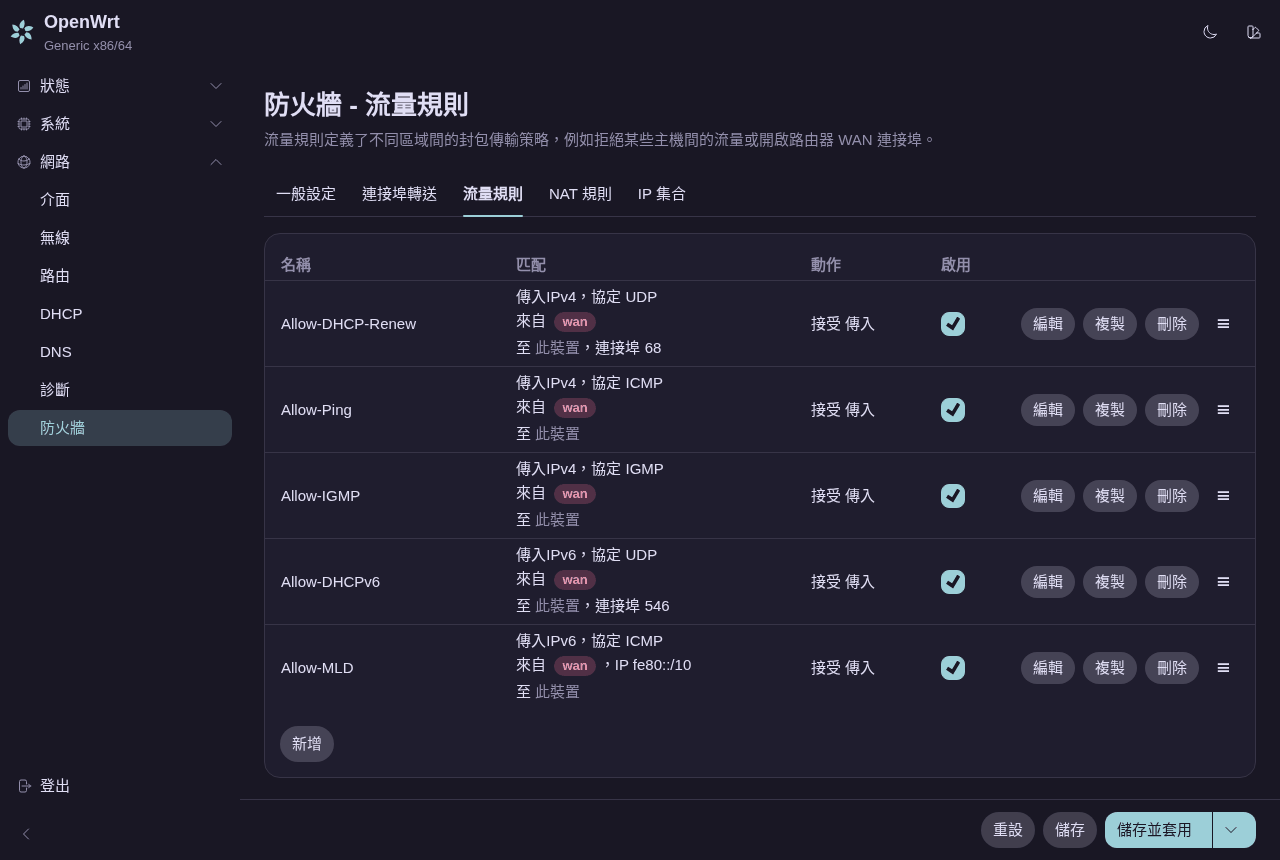 OpenWrt
Generic x86/64
狀態
系統
網路
介面
無線
路由
DHCP
DNS
診斷
防火牆
登出
防火牆 - 流量規則
流量規則定義了不同區域間的封包傳輸策略，例如拒絕某些主機間的流量或開啟路由器 WAN 連接埠。
一般設定 連接埠轉送 流量規則 NAT 規則 IP 集合
名稱 匹配 動作 啟用
Allow-DHCP-Renew
傳入IPv4，協定 UDP
來自 wan
至 此裝置，連接埠 68
接受 傳入
編輯 複製 刪除
Allow-Ping
傳入IPv4，協定 ICMP
來自 wan
至 此裝置
接受 傳入
編輯 複製 刪除
Allow-IGMP
傳入IPv4，協定 IGMP
來自 wan
至 此裝置
接受 傳入
編輯 複製 刪除
Allow-DHCPv6
傳入IPv6，協定 UDP
來自 wan
至 此裝置，連接埠 546
接受 傳入
編輯 複製 刪除
Allow-MLD
傳入IPv6，協定 ICMP
來自 wan ，IP fe80::/10
至 此裝置
接受 傳入
編輯 複製 刪除
新增
重設 儲存 儲存並套用